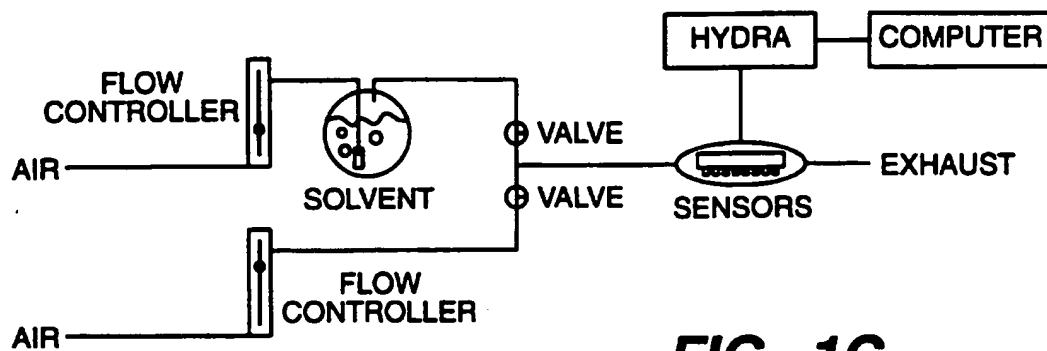 HYDRA
COMPUTER
FLOW
CONTROLLER
VALVE
AIR
EXHAUST
SOLVENT
VALVE
SENSORS
FLOW
CONTROLLER
AIR